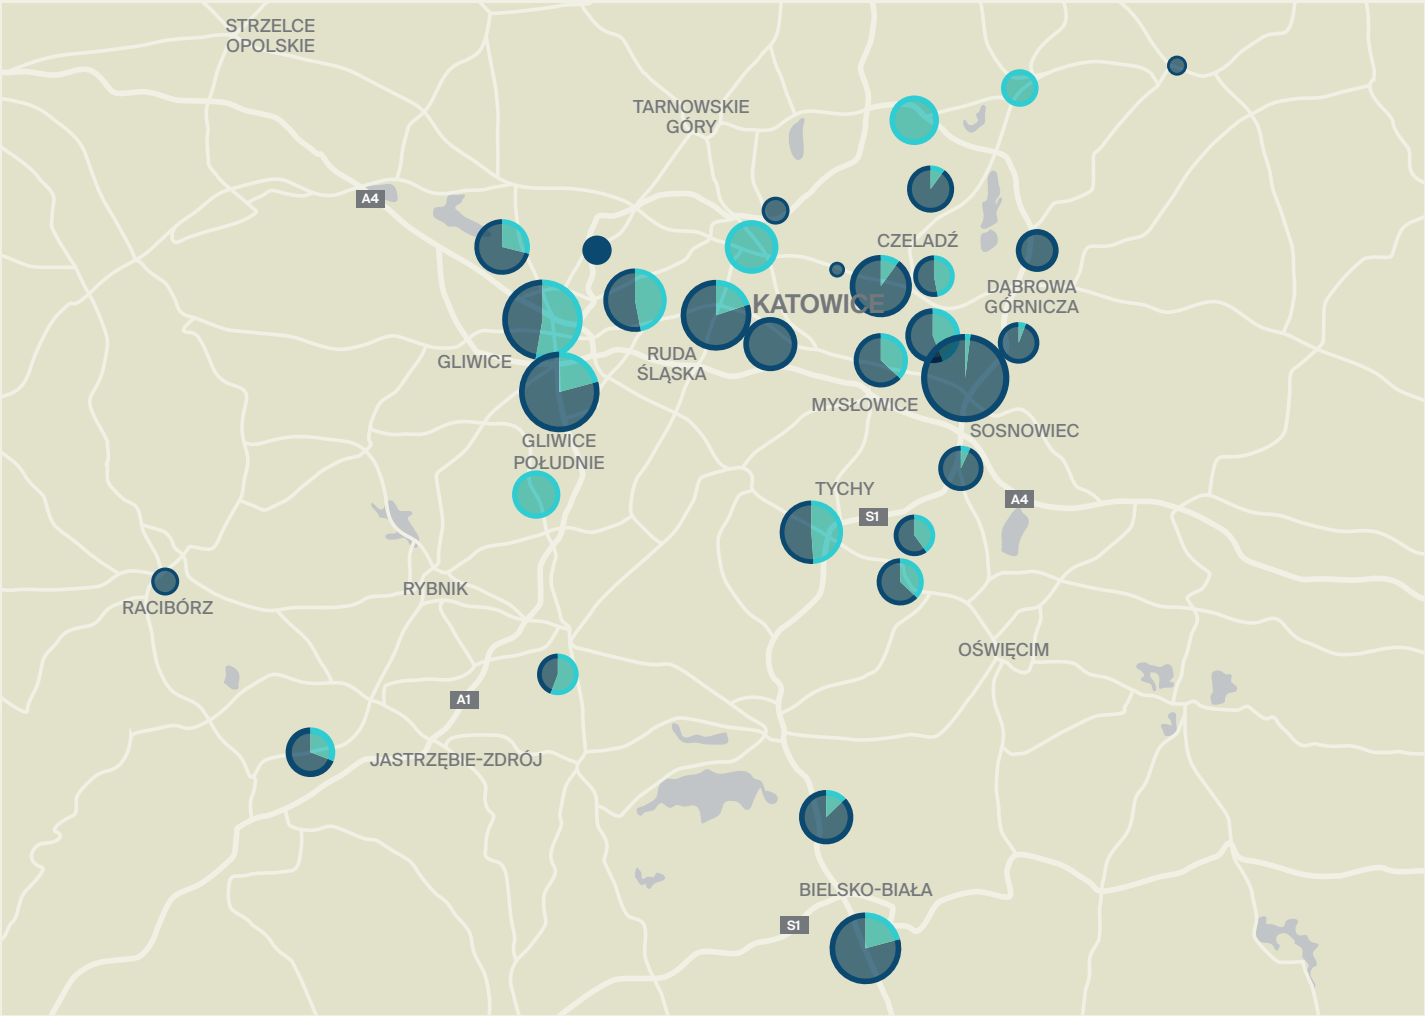 STRZELCE
OPOLSKIE
TARNOWSKIE
GÓRY
A4
CZELADŹ
DĄBROWA
GÓRNICZA
KATOWICE
GLIWICE
RUDA
ŚLĄSKA
MYSŁOWICE
SOSNOWIEC
GLIWICE
POŁUDNIE
TYCHY
A4
S1
RYBNIK
RACIBÓRZ
OŚWIĘCIM
A1
JASTRZĘBIE-ZDRÓJ
BIELSKO-BIAŁA
S1